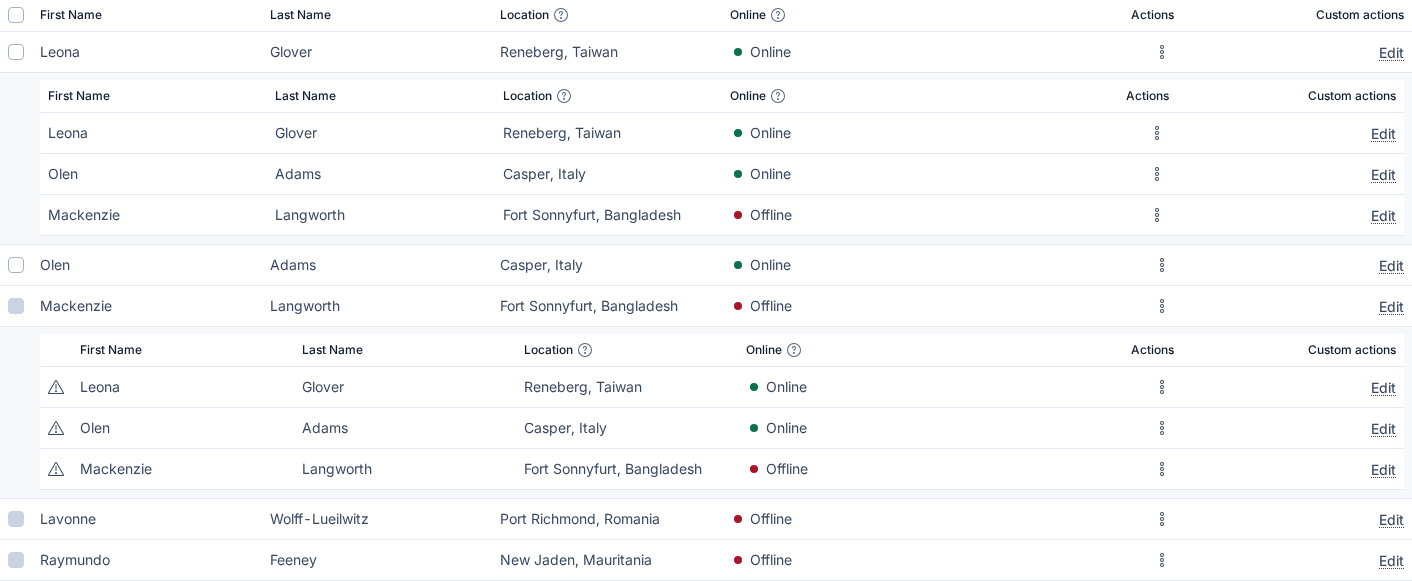 First Name Last Name Location Online Actions Custom actions
Leona Glover Reneberg, Taiwan Online Edit
First Name Last Name Location Online Actions Custom actions
Leona Glover Reneberg, Taiwan Online Edit
Olen Adams Casper, Italy Online Edit
Mackenzie Langworth Fort Sonnyfurt, Bangladesh Offline Edit
Olen Adams Casper, Italy Online Edit
Mackenzie Langworth Fort Sonnyfurt, Bangladesh Offline Edit
First Name Last Name Location Online Actions Custom actions
Leona Glover Reneberg, Taiwan Online Edit
Olen Adams Casper, Italy Online Edit
Mackenzie Langworth Fort Sonnyfurt, Bangladesh Offline Edit
Lavonne Wolff-Lueilwitz Port Richmond, Romania Offline Edit
Raymundo Feeney New Jaden, Mauritania Offline Edit